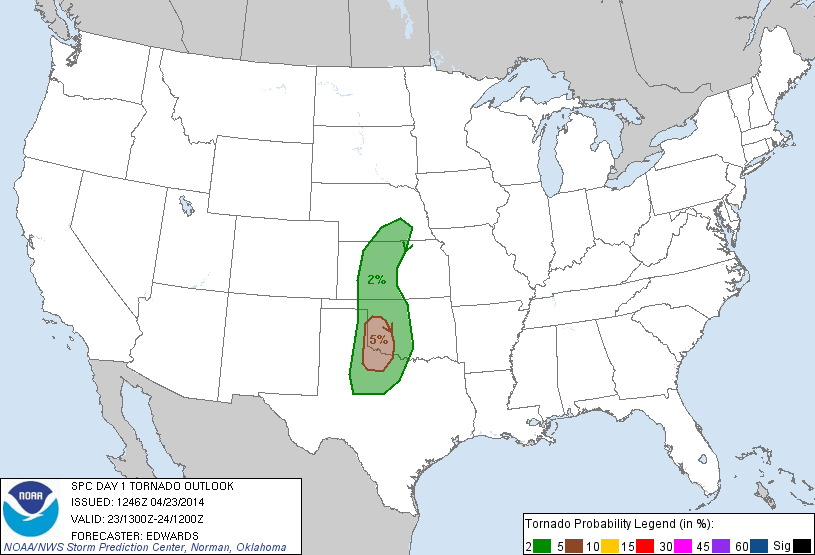 2%
5%
NOAA
SPC DAY 1 TORNADO OUTLOOK
ISSUED: 1246Z 04/23/2014
VALID: 23/1300Z-24/1200Z
FORECASTER: EDWARDS
NOAA/NWS Storm Prediction Center, Norman, Oklahoma
Tornado Probability Legend (in %):
2 5 10 15 30 45 60 Sig